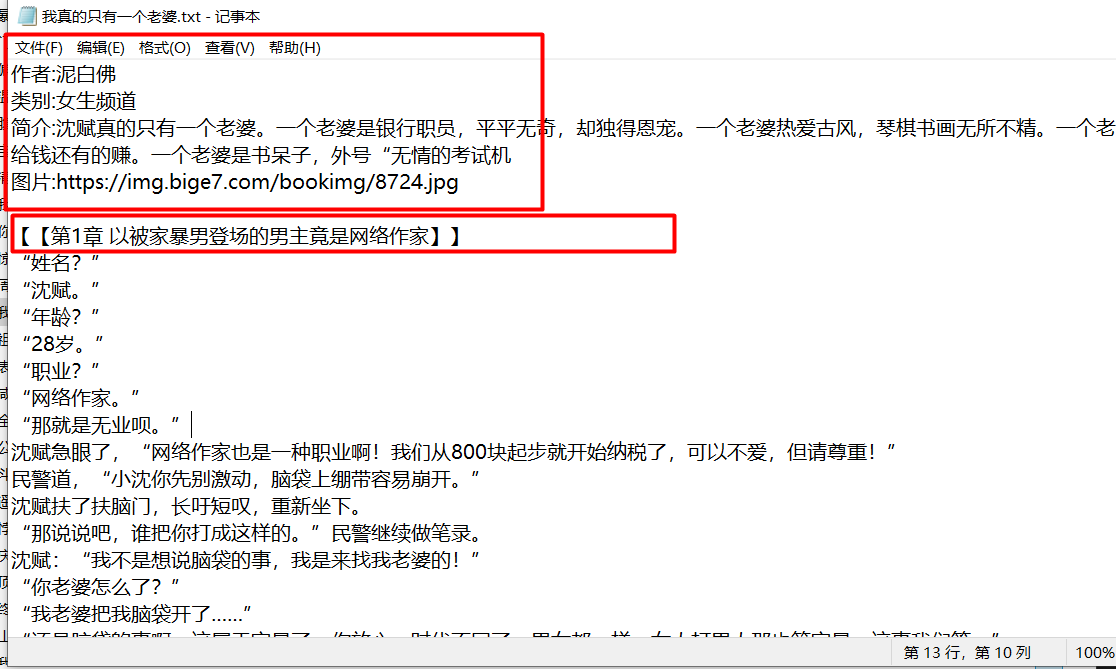 我真的只有一个老婆.txt - 记事本
文件(F) 编辑(E) 格式(O) 查看(V) 帮助(H)
作者:泥白佛
类别:女生频道
简介:沈赋真的只有一个老婆。一个老婆是银行职员，平平无奇，却独得恩宠。一个老婆热爱古风，琴棋书画无所不精。一个老
给钱还有的赚。一个老婆是书呆子，外号“无情的考试机
图片:https://img.bige7.com/bookimg/8724.jpg
【【第1章 以被家暴男登场的男主竟是网络作家】】
“姓名？”
“沈赋。”
“年龄？”
“28岁。”
“职业？”
“网络作家。”
“那就是无业呗。”
沈赋急眼了，“网络作家也是一种职业啊！我们从800块起步就开始纳税了，可以不爱，但请尊重！”
民警道，“小沈你先别激动，脑袋上绷带容易崩开。”
沈赋扶了扶脑门，长吁短叹，重新坐下。
“那说说吧，谁把你打成这样的。”民警继续做笔录。
沈赋：“我不是想说脑袋的事，我是来找我老婆的！”
“你老婆怎么了？”
“我老婆把我脑袋开了......”
第 13 行，第 10 列
100%